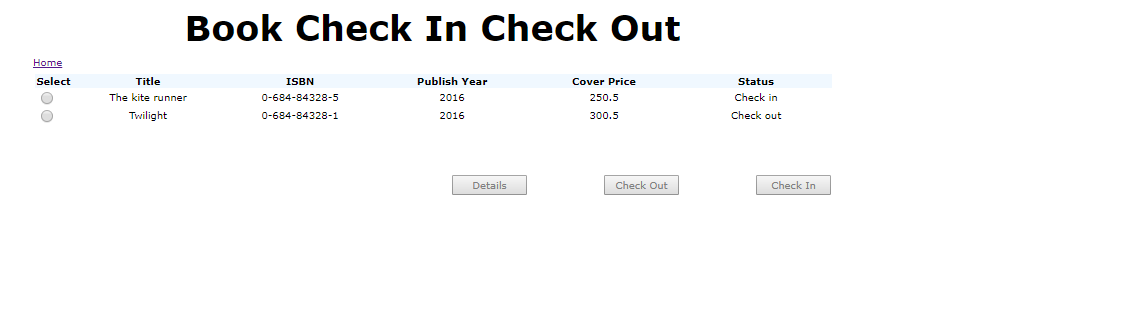 Book Check In Check Out
Home
Select Title ISBN Publish Year Cover Price Status
The kite runner 0-684-84328-5 2016 250.5 Check in
Twilight 0-684-84328-1 2016 300.5 Check out
Details Check Out Check In